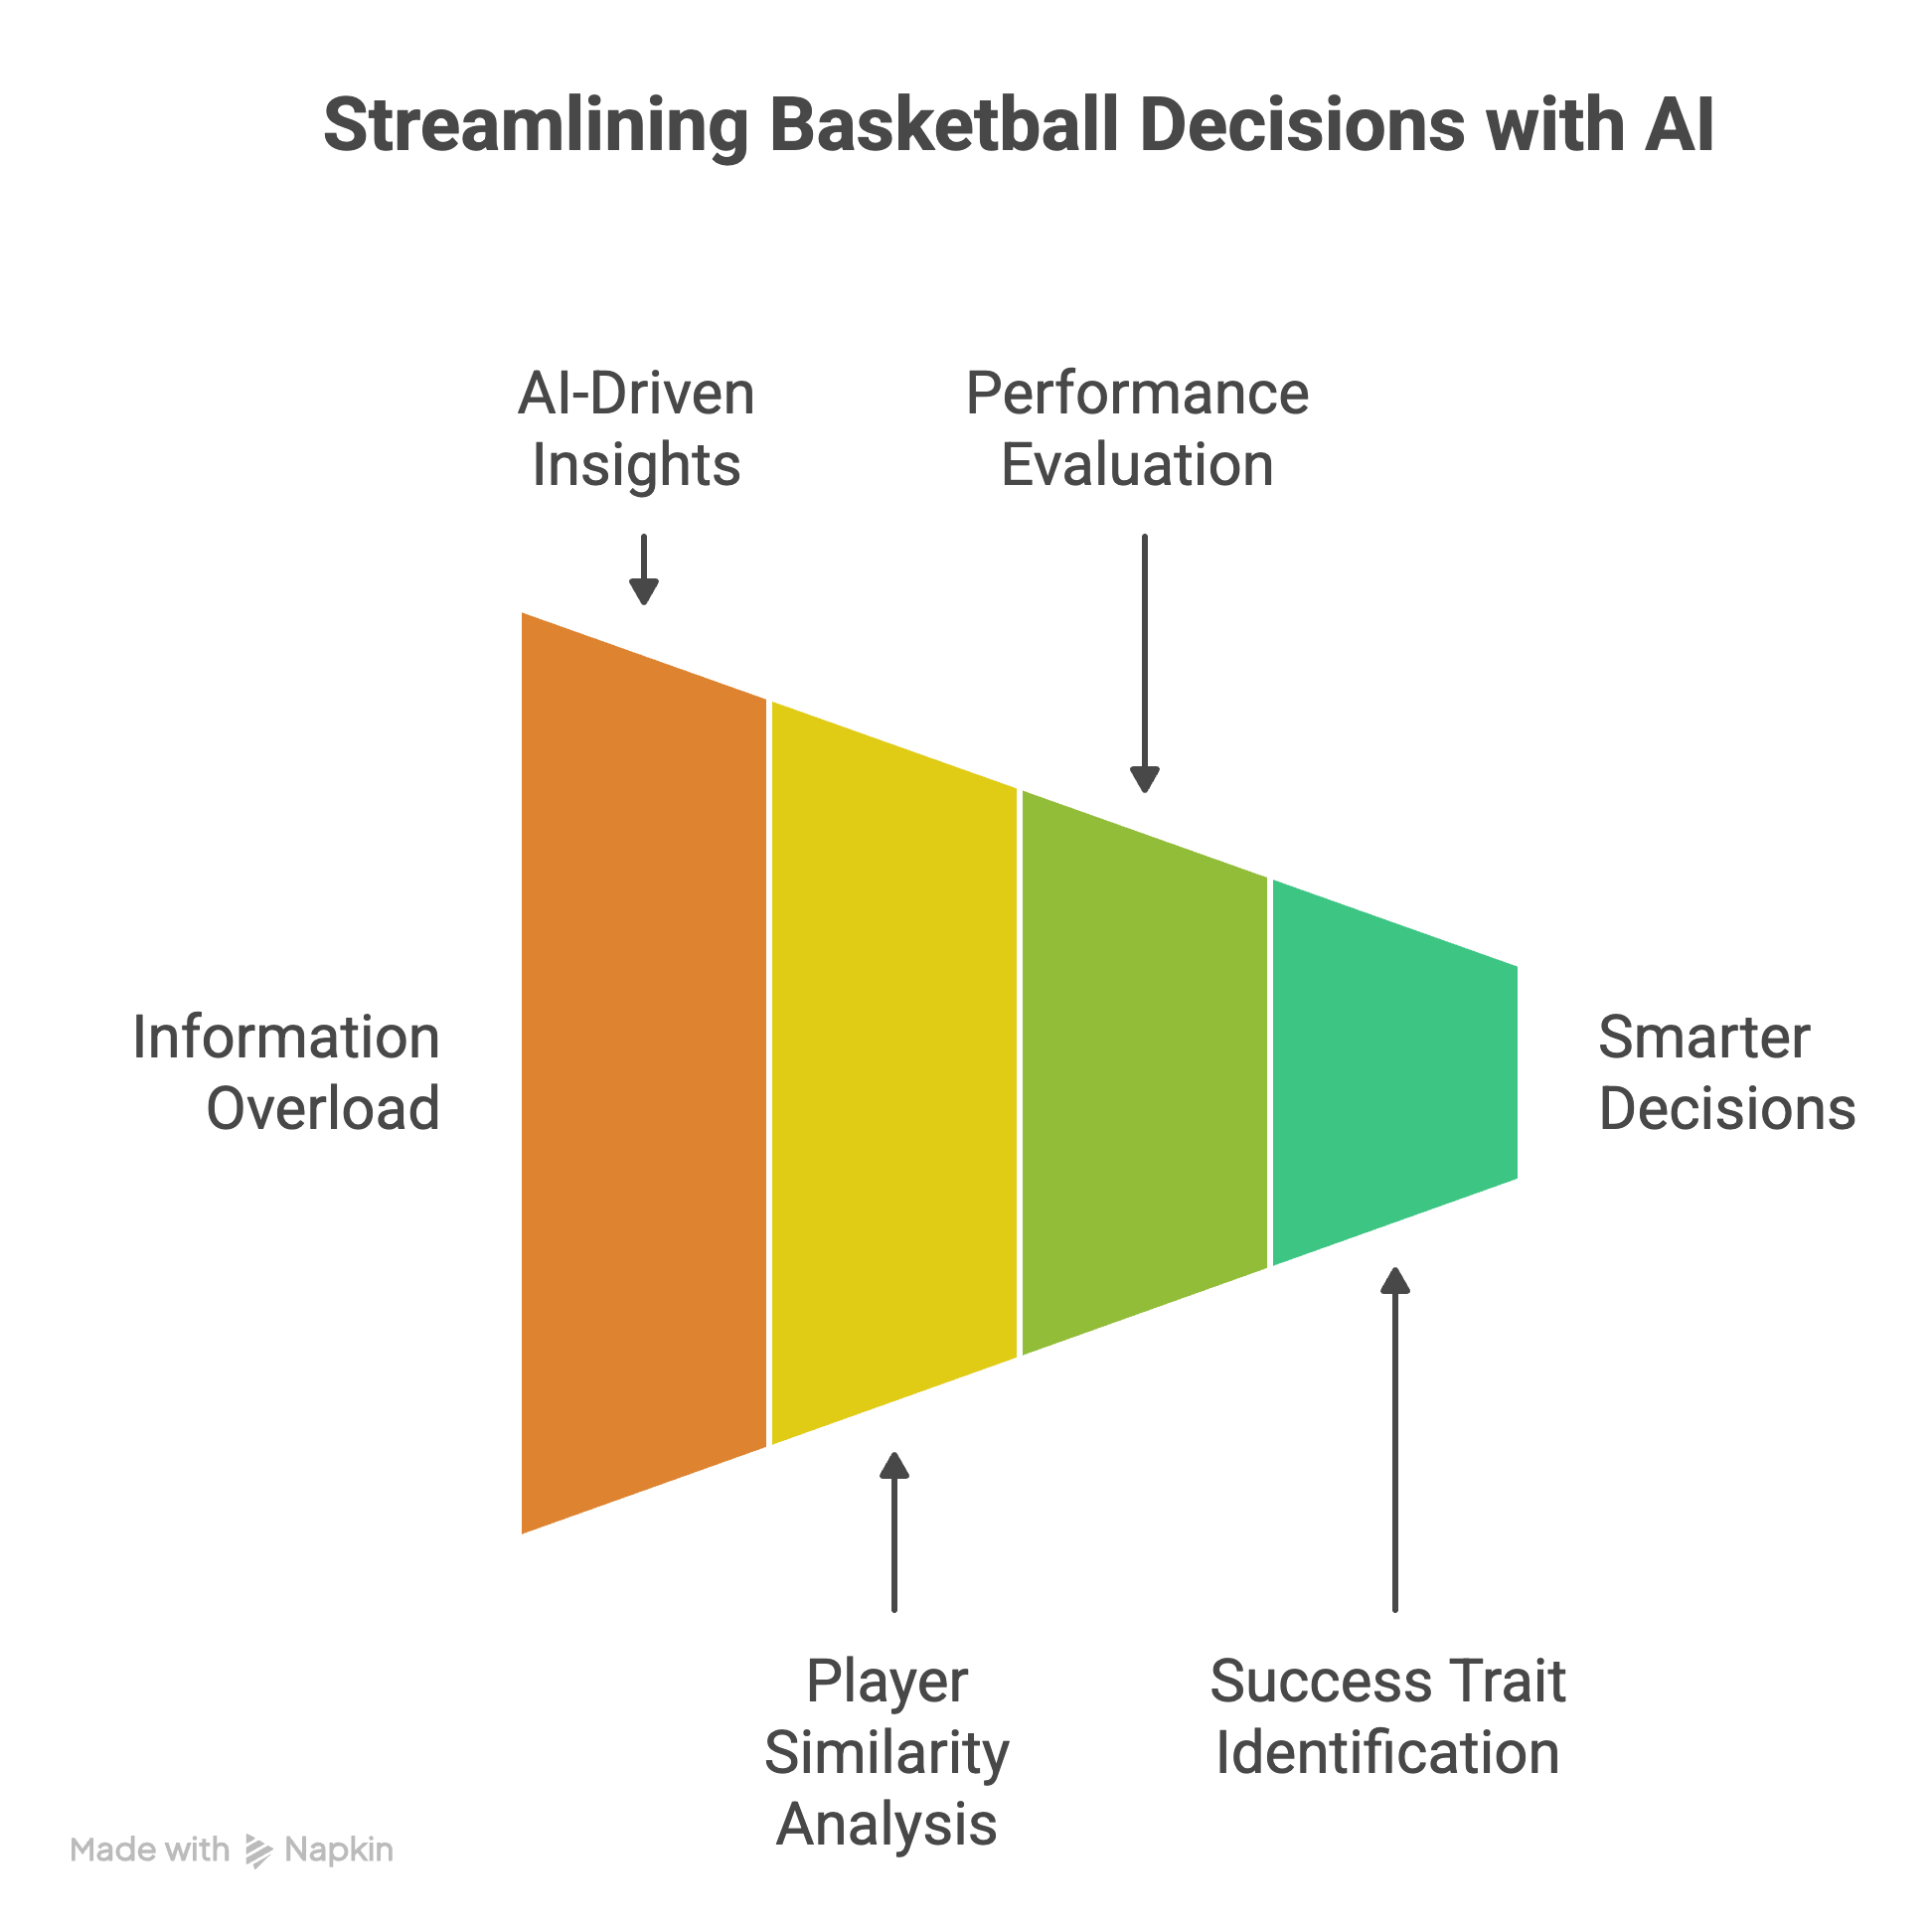 Streamlining Basketball Decisions with AI
AI-Driven
Insights
Performance
Evaluation
Information
Overload
Smarter
Decisions
Player
Similarity
Analysis
Success Trait
Identification
Made with Napkin